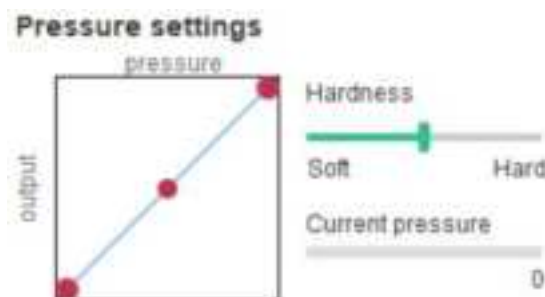 Pressure settings
pressure
output
Hardness
Soft Hard
Current pressure
0